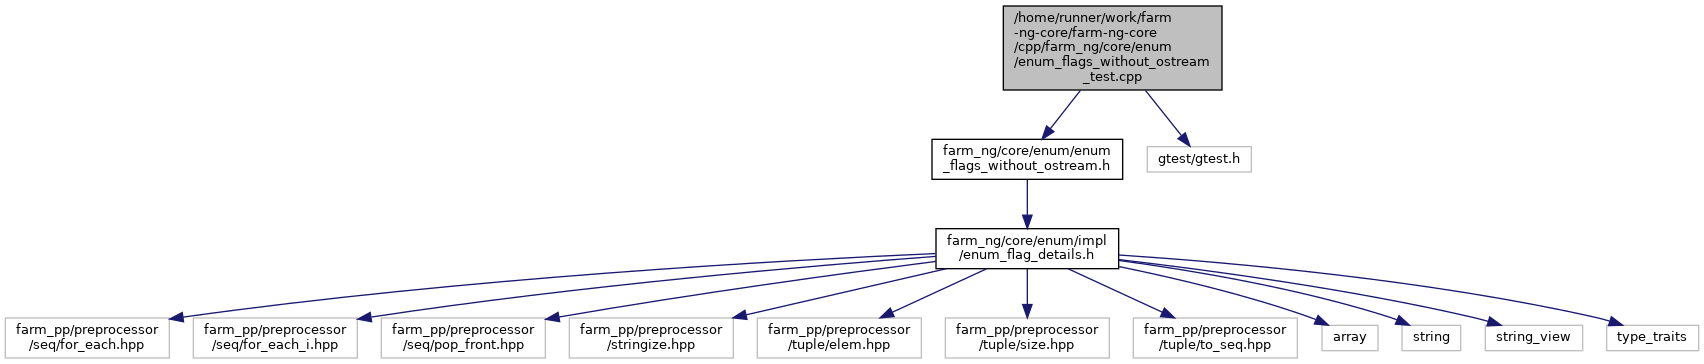 /home/runner/work/farm
-ng-core/farm-ng-core
/cpp/farm_ng/core/enum
/enum_flags_without_ostream
_test.cpp
farm_ng/core/enum/enum
_flags_without_ostream.h
gtest/gtest.h
farm_ng/core/enum/impl
/enum_flag_details.h
farm_pp/preprocessor
/seq/for_each.hpp
farm_pp/preprocessor
/seq/for_each_i.hpp
farm_pp/preprocessor
/seq/pop_front.hpp
farm_pp/preprocessor
/stringize.hpp
farm_pp/preprocessor
/tuple/elem.hpp
farm_pp/preprocessor
/tuple/size.hpp
farm_pp/preprocessor
/tuple/to_seq.hpp
array
string
string_view
type_traits